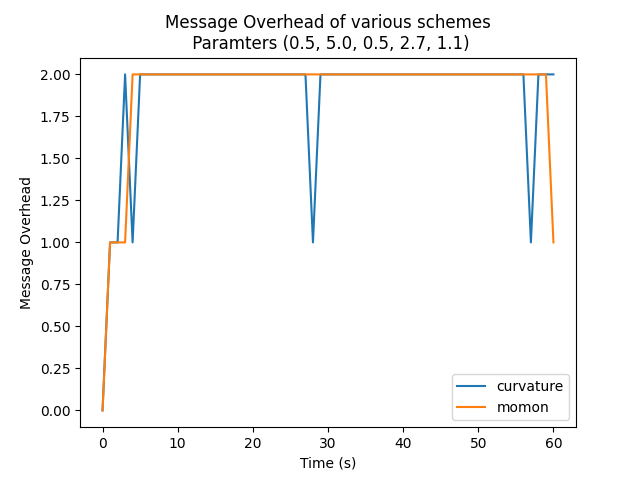 Message Overhead of various schemes
Paramters (0.5, 5.0, 0.5, 2.7, 1.1)
2.00
1.75
1.50
1.25
1.00
0.75
0.50
0.25
0.00
Message Overhead
0 10 20 30 40 50 60
Time (s)
curvature
momon